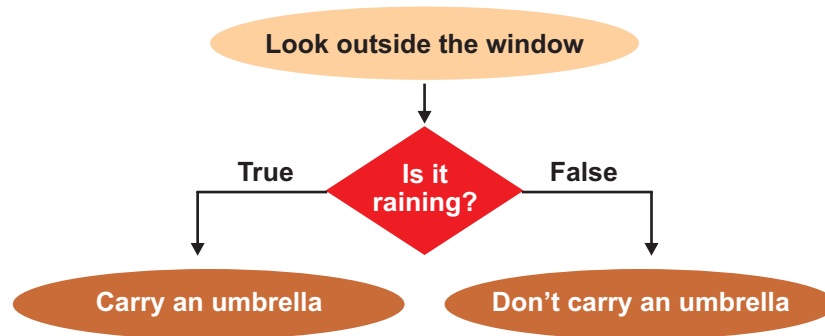 Look outside the window
True
Is it
raining?
False
Carry an umbrella
Don’t carry an umbrella